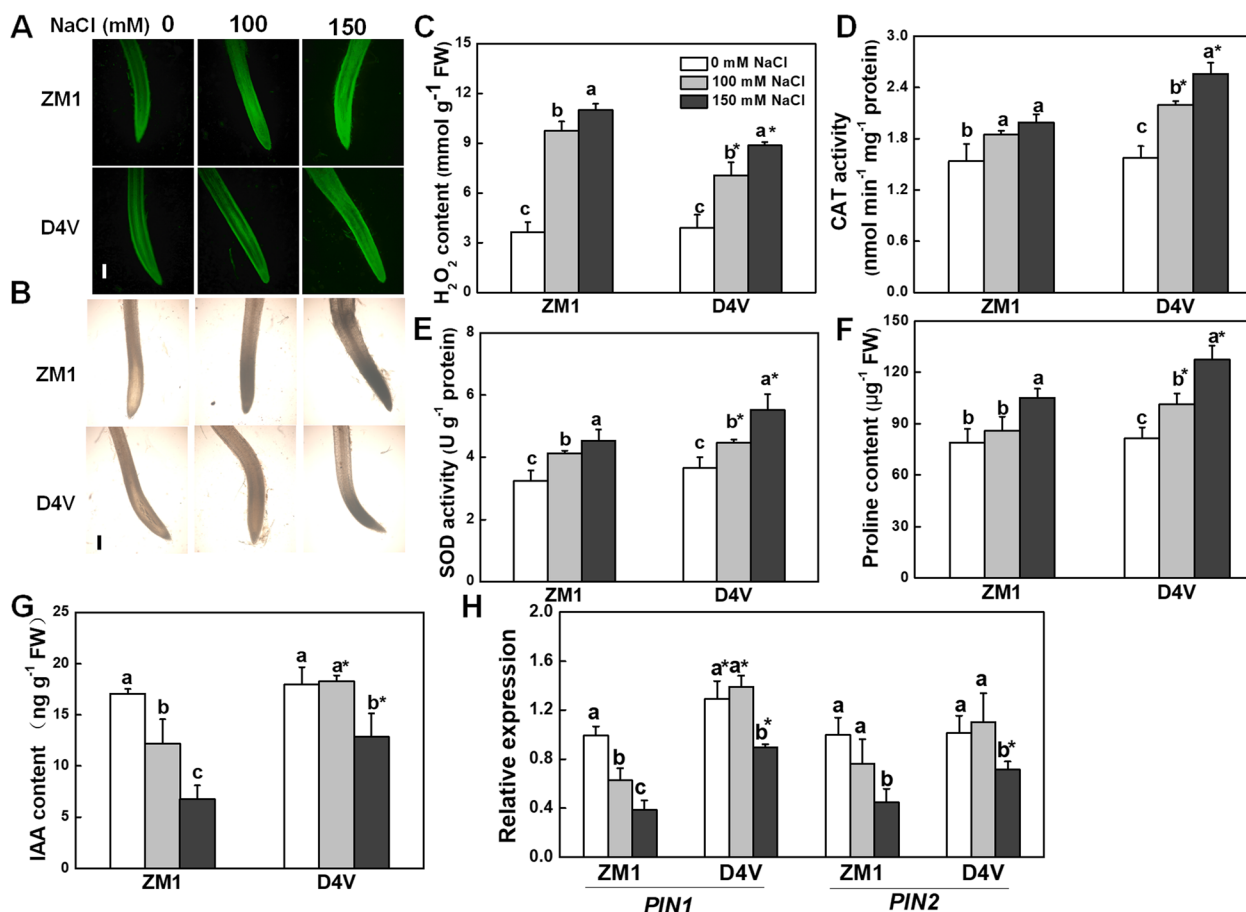 A NaCl (mM) 0 100 150
ZM1
D4V
B
ZM1
D4V
C
H2O2 content (mmol g-1 FW)
15
12
9
6
3
0
0 mM NaCl
100 mM NaCl
150 mM NaCl
c b a c b* a*
ZM1 D4V
D
CAT activity
(nmol min-1 mg-1 protein)
3.0
2.4
1.8
1.2
0.6
0.0
b a a c b* a*
ZM1 D4V
E
SOD activity (U g-1 protein)
8
6
4
2
0
c b a c b* a*
ZM1 D4V
F
Proline content (μg-1 FW)
150
120
90
60
30
0
b b a c b* a*
ZM1 D4V
G
IAA content (ng g-1 FW)
25
20
15
10
5
0
a b c a a* b*
ZM1 D4V
H
Relative expression
2.0
1.6
1.2
0.8
0.4
0.0
a b c a* a* b* a a b a a b*
ZM1 D4V ZM1 D4V
PIN1 PIN2